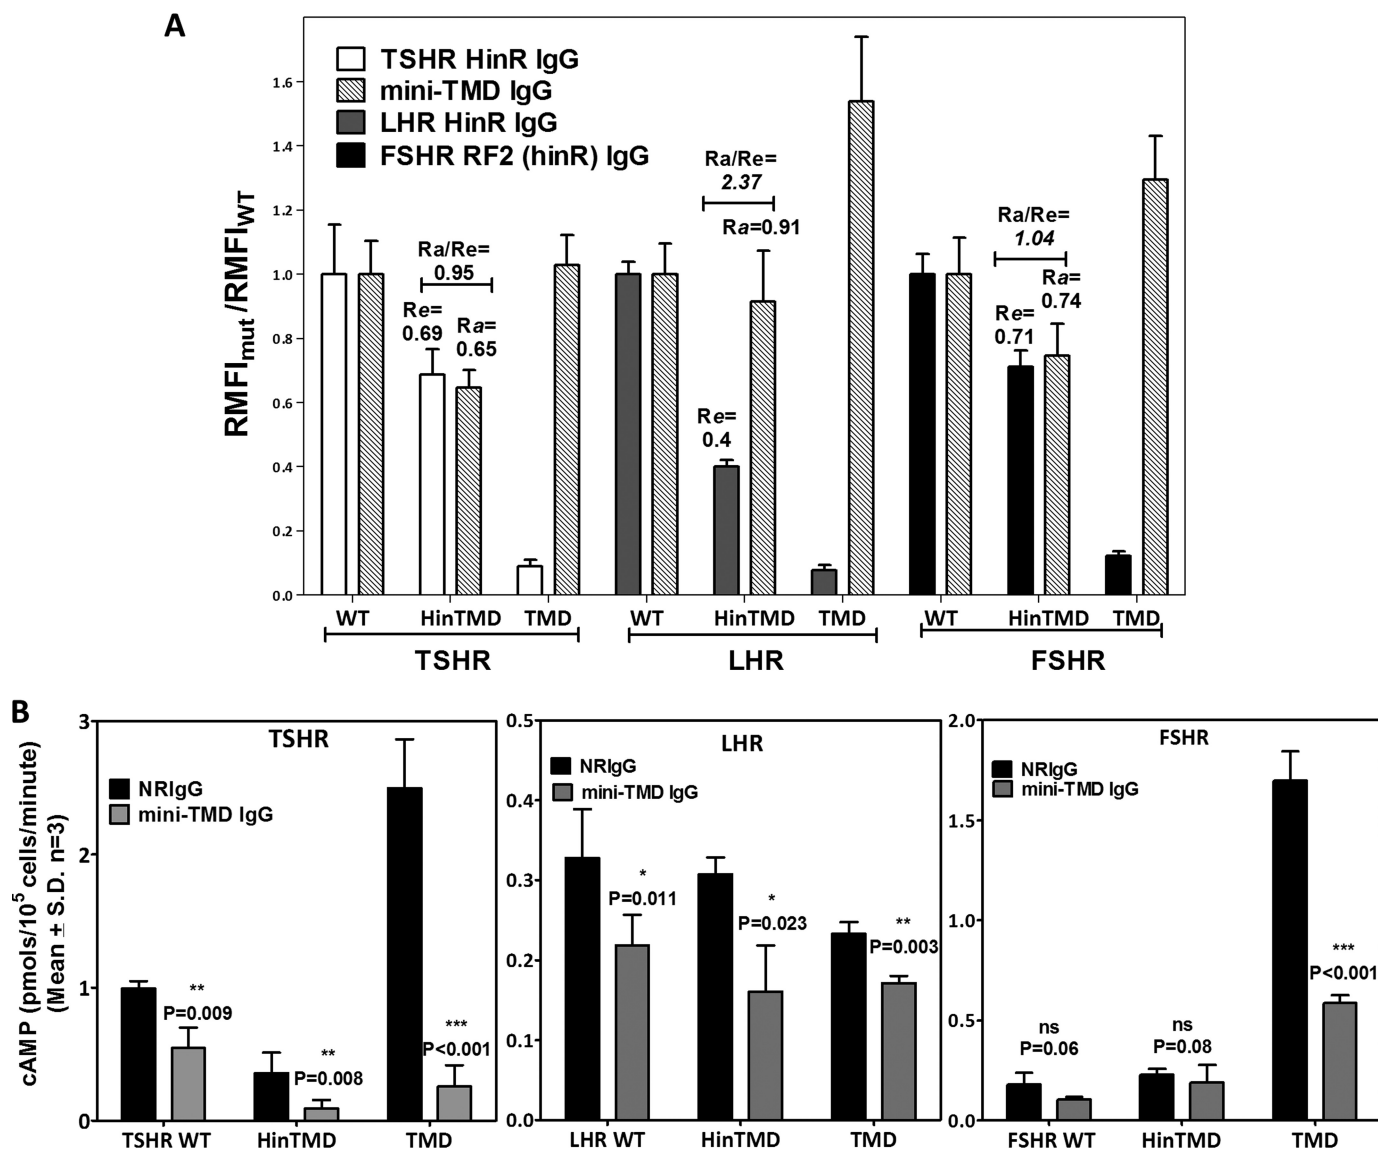 A
TSHR HinR IgG
mini-TMD IgG
LHR HinR IgG
FSHR RF2 (hinR) IgG
RMFImut /RMFIWT
1.6
1.4
1.2
1.0
0.8
0.6
0.4
0.2
0.0
Ra/Re=
0.95
Re=
0.69
Ra=
0.65
Ra/Re=
2.37
Ra=0.91
Re=
0.4
Ra/Re=
1.04
Ra=
0.74
Re=
0.71
WT HinTMD TMD WT HinTMD TMD WT HinTMD TMD
TSHR LHR FSHR
B
cAMP (pmols/10⁵ cells/minute)
(Mean ± S.D. n=3)
3
2
1
0
TSHR
NRIgG
mini-TMD IgG
**
P=0.009
**
P=0.008
***
P<0.001
TSHR WT HinTMD TMD
0.5
0.4
0.3
0.2
0.1
0.0
LHR
NRIgG
mini-TMD IgG
*
P=0.011
*
P=0.023
**
P=0.003
LHR WT HinTMD TMD
2.0
1.5
1.0
0.5
0.0
FSHR
NRIgG
mini-TMD IgG
ns
P=0.06
ns
P=0.08
***
P<0.001
FSHR WT HinTMD TMD